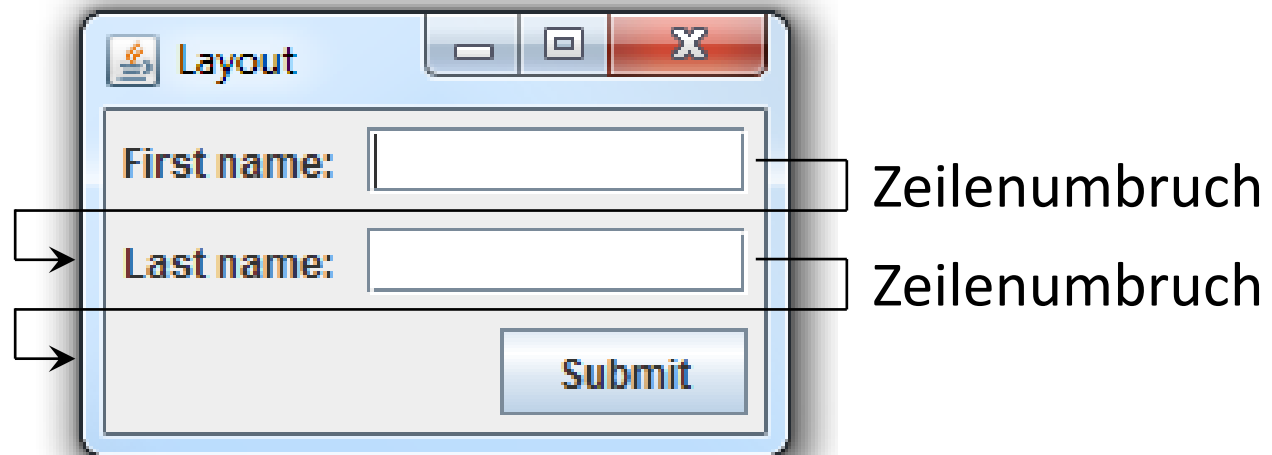 Layout
First name:
Zeilenumbruch
Last name:
Zeilenumbruch
Submit